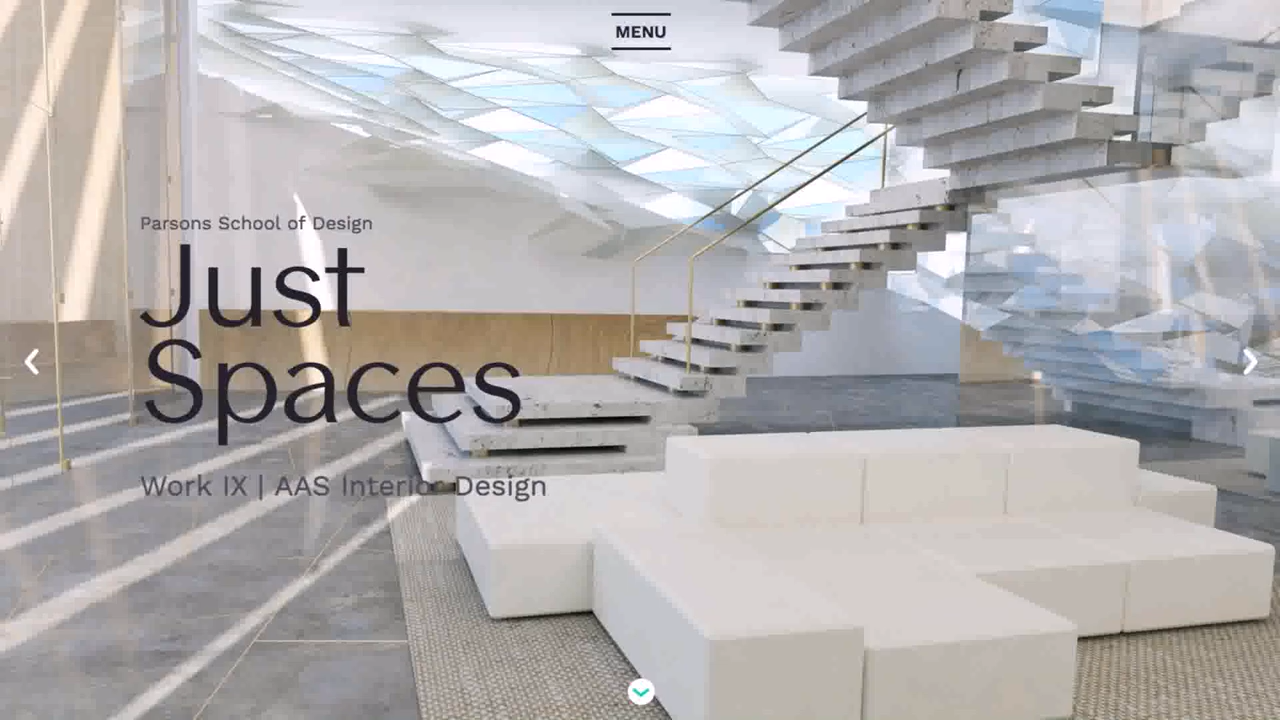 MENU
Parsons School of Design
Just
Spaces
Work IX | AAS Interior Design